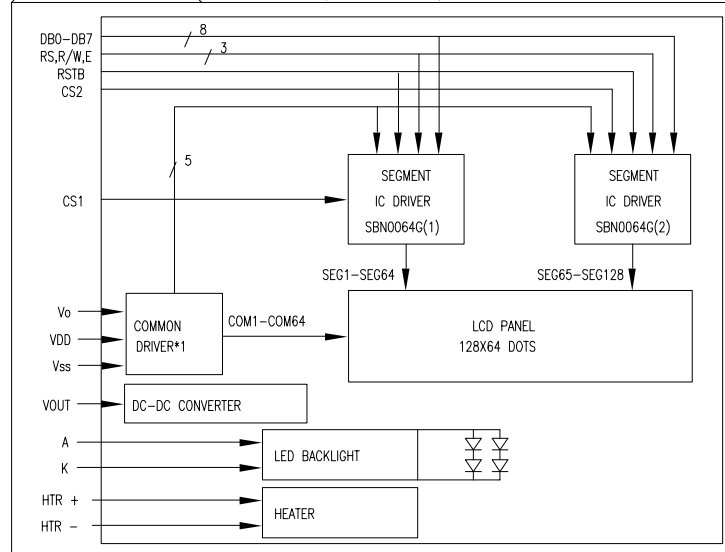 DB0-DB7
8
RS,R/W,E
3
RSTB
CS2
5
CS1
SEGMENT
IC DRIVER
SBN0064G(1)
SEGMENT
IC DRIVER
SBN0064G(2)
SEG1-SEG64
SEG65-SEG128
Vo
VDD
Vss
COMMON
DRIVER*1
COM1-COM64
LCD PANEL
128X64 DOTS
VOUT
DC-DC CONVERTER
A
K
LED BACKLIGHT
HTR +
HTR -
HEATER